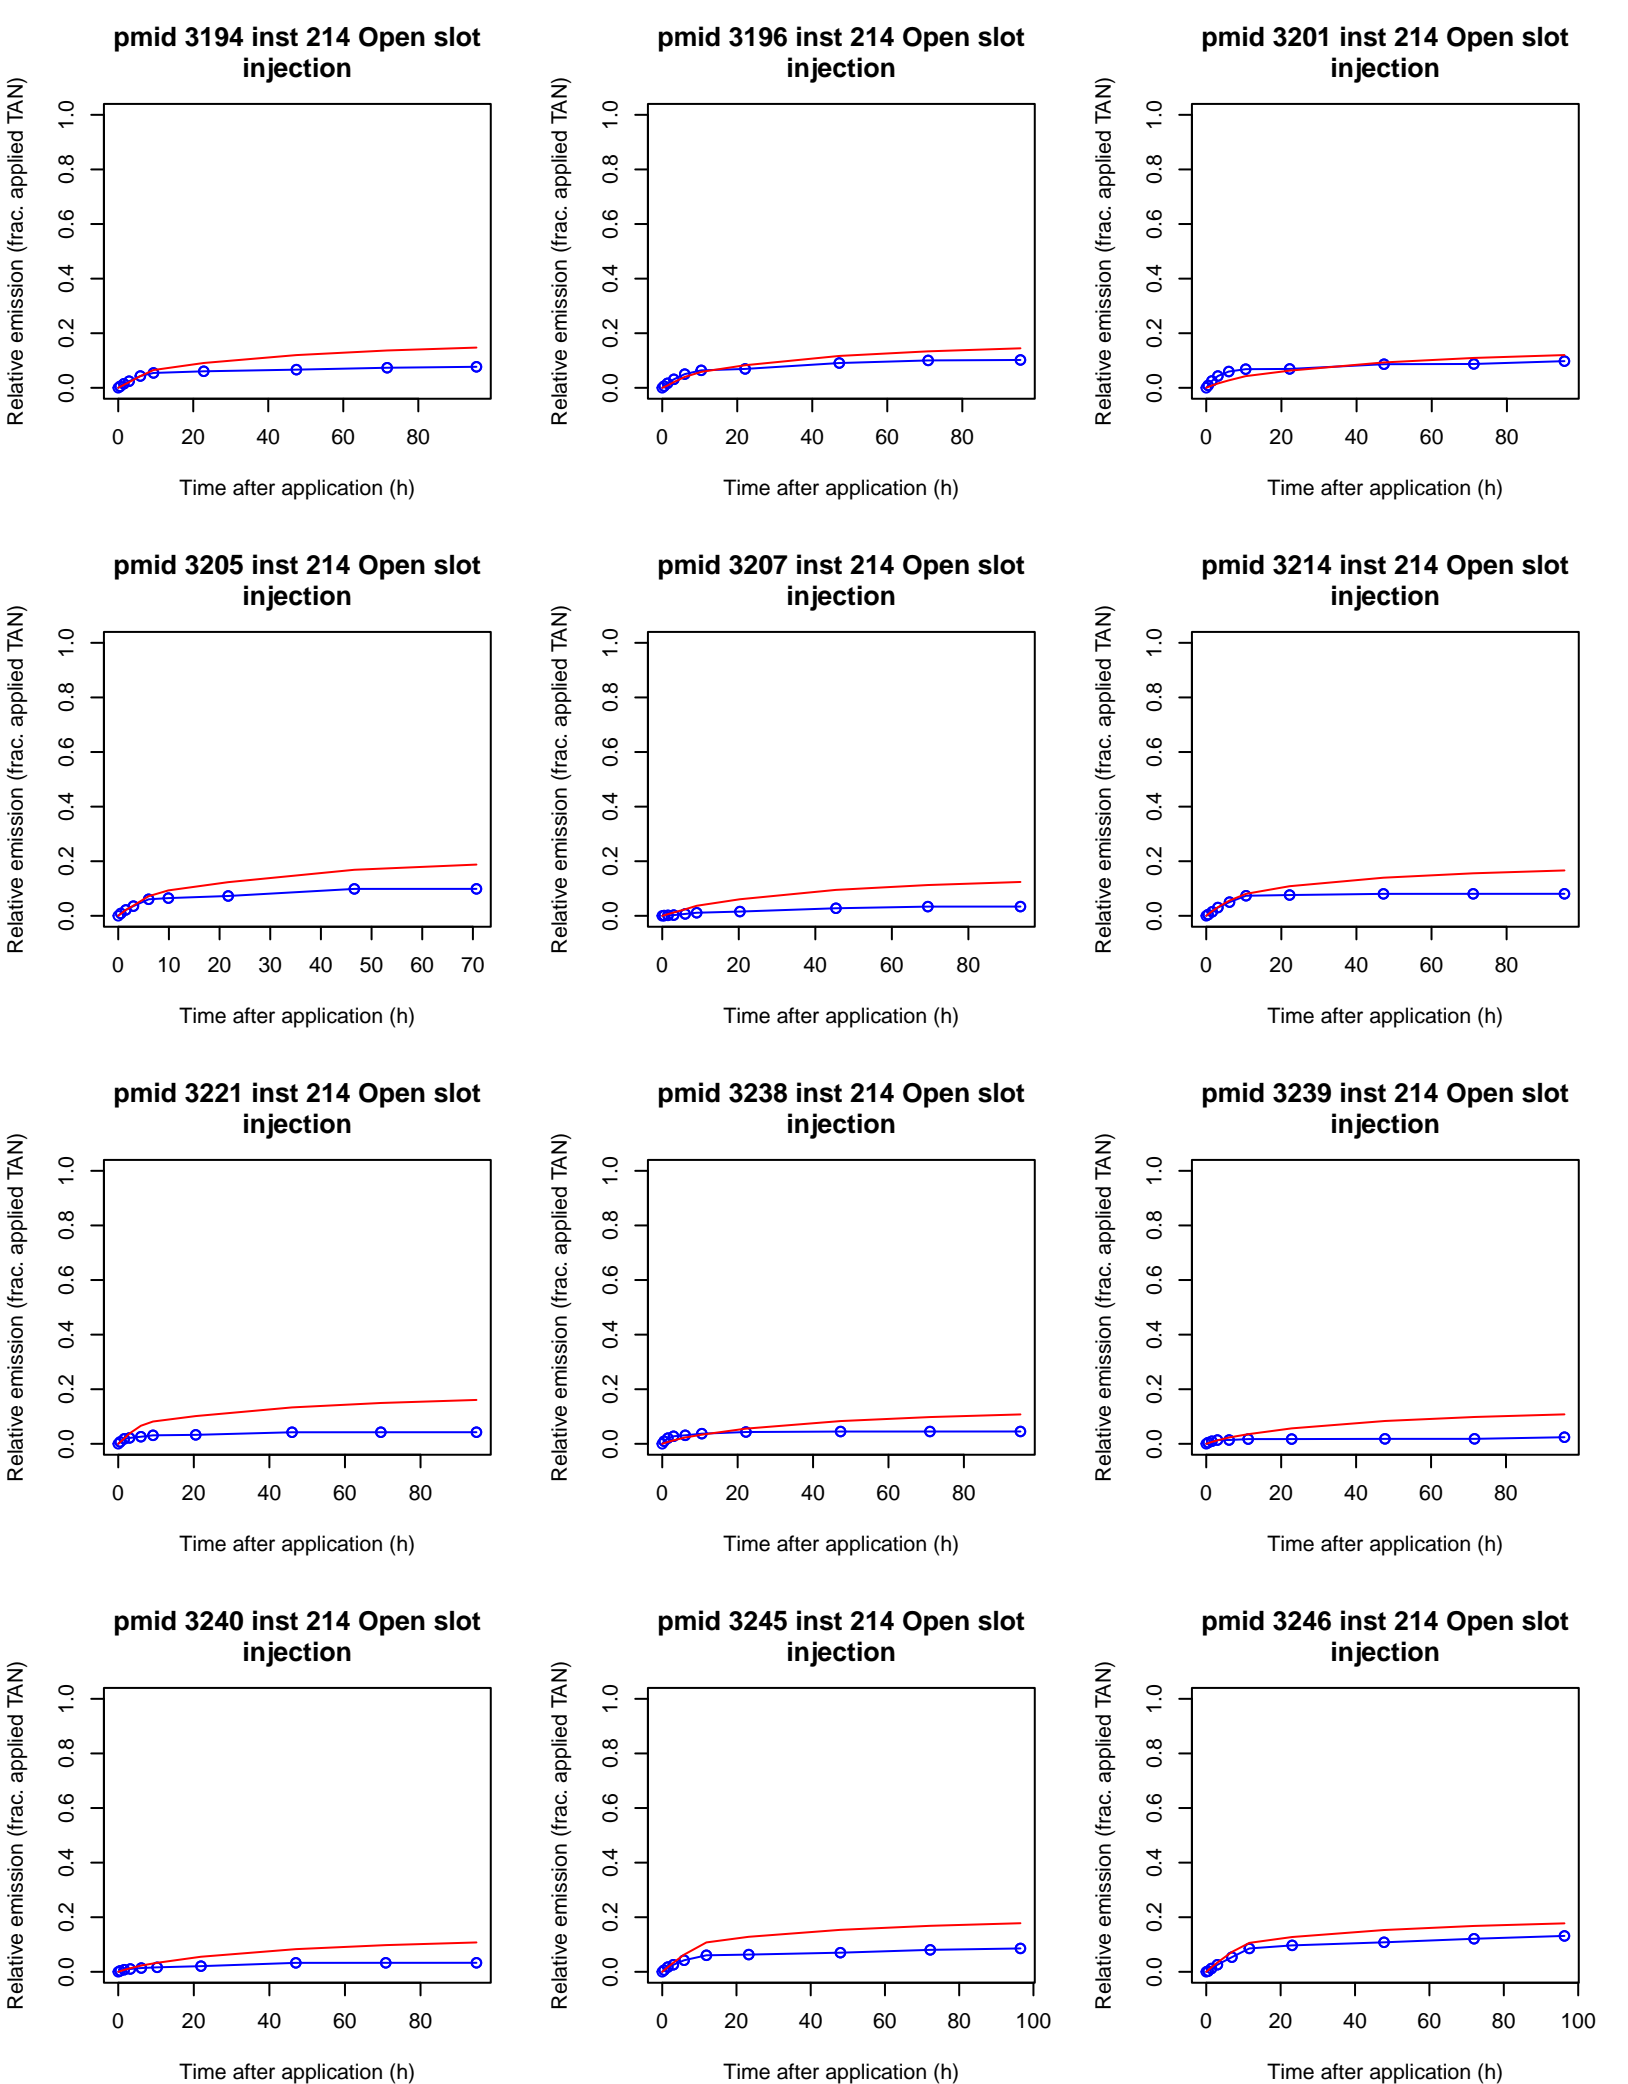 pmid 3194 inst 214 Open slot
injection
Relative emission (frac. applied TAN)
1.0
0.8
0.6
0.4
0.2
0.0
0 20 40 60 80
Time after application (h)
pmid 3196 inst 214 Open slot
injection
Relative emission (frac. applied TAN)
1.0
0.8
0.6
0.4
0.2
0.0
0 20 40 60 80
Time after application (h)
pmid 3201 inst 214 Open slot
injection
Relative emission (frac. applied TAN)
1.0
0.8
0.6
0.4
0.2
0.0
0 20 40 60 80
Time after application (h)
pmid 3205 inst 214 Open slot
injection
Relative emission (frac. applied TAN)
1.0
0.8
0.6
0.4
0.2
0.0
0 10 20 30 40 50 60 70
Time after application (h)
pmid 3207 inst 214 Open slot
injection
Relative emission (frac. applied TAN)
1.0
0.8
0.6
0.4
0.2
0.0
0 20 40 60 80
Time after application (h)
pmid 3214 inst 214 Open slot
injection
Relative emission (frac. applied TAN)
1.0
0.8
0.6
0.4
0.2
0.0
0 20 40 60 80
Time after application (h)
pmid 3221 inst 214 Open slot
injection
Relative emission (frac. applied TAN)
1.0
0.8
0.6
0.4
0.2
0.0
0 20 40 60 80
Time after application (h)
pmid 3238 inst 214 Open slot
injection
Relative emission (frac. applied TAN)
1.0
0.8
0.6
0.4
0.2
0.0
0 20 40 60 80
Time after application (h)
pmid 3239 inst 214 Open slot
injection
Relative emission (frac. applied TAN)
1.0
0.8
0.6
0.4
0.2
0.0
0 20 40 60 80
Time after application (h)
pmid 3240 inst 214 Open slot
injection
Relative emission (frac. applied TAN)
1.0
0.8
0.6
0.4
0.2
0.0
0 20 40 60 80
Time after application (h)
pmid 3245 inst 214 Open slot
injection
Relative emission (frac. applied TAN)
1.0
0.8
0.6
0.4
0.2
0.0
0 20 40 60 80 100
Time after application (h)
pmid 3246 inst 214 Open slot
injection
Relative emission (frac. applied TAN)
1.0
0.8
0.6
0.4
0.2
0.0
0 20 40 60 80 100
Time after application (h)